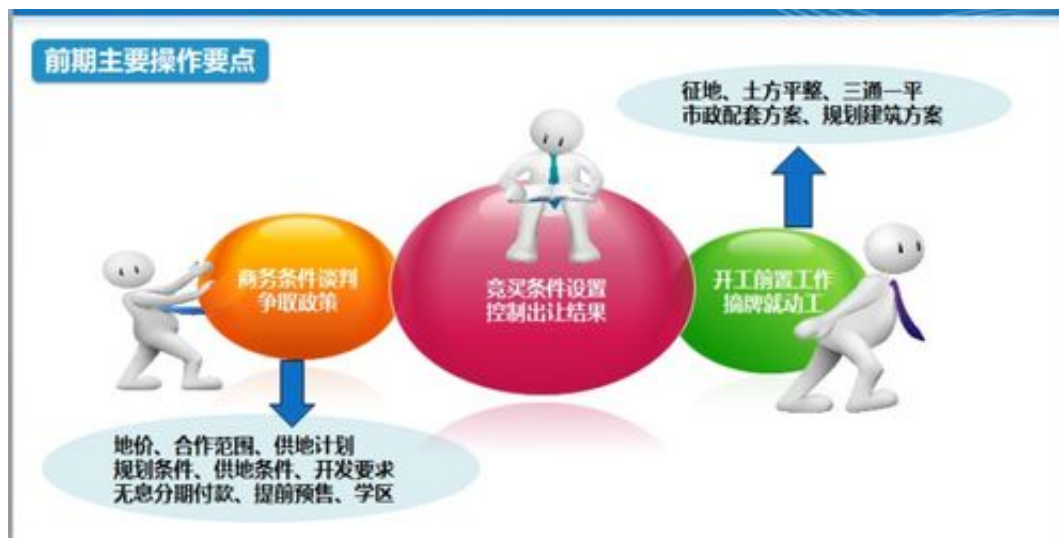 前期主要操作要点
征地、土方平整、三通一平
市政配套方案、规划建筑方案
商务条件谈判
争取政策
竞买条件设置
控制出让结果
开工前置工作
摘牌就动工
地价、合作范围、供地计划
规划条件、供地条件、开发要求
无息分期付款、提前预售、学区